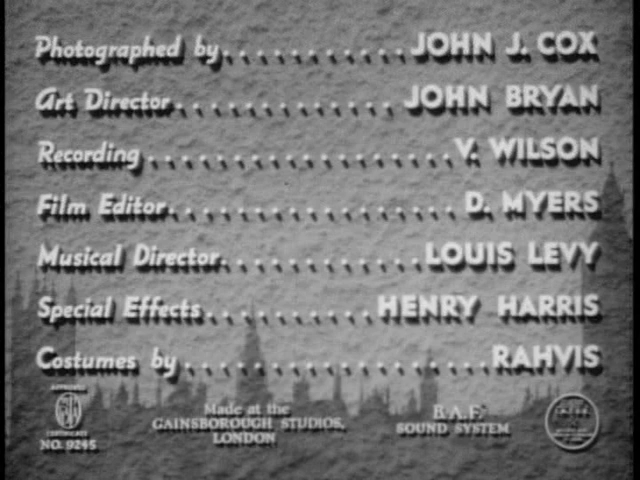 Photographed by.............JOHN J. COX
Art Director................JOHN BRYAN
Recording......................V. WILSON
Film Editor.....................D. MYERS
Musical Director............LOUIS LEVY
Special Effects..........HENRY HARRIS
Costumes by..................RAHVIS
APPROVED
CERTIFICATE
NO. 9245
Made at the
GAINSBOROUGH STUDIOS,
LONDON
B.A.F.
SOUND SYSTEM